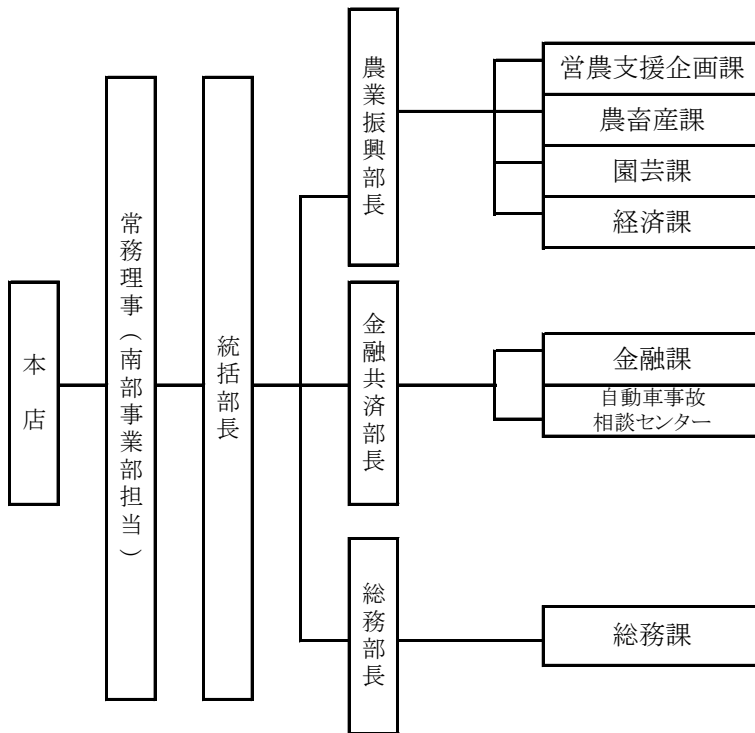 本店
常務理事（南部事業部担当）
統括部長
農業振興部長
営農支援企画課
農畜産課
園芸課
経済課
金融共済部長
金融課
自動車事故
相談センター
総務部長
総務課